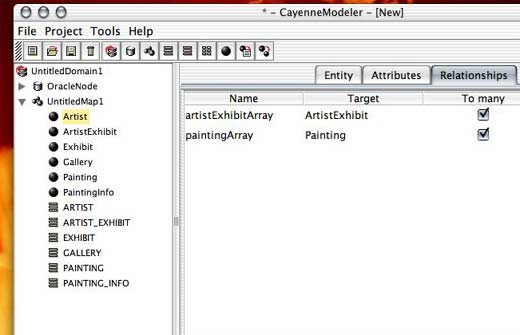 * – CayenneModeler – [New]
File Project Tools Help
Entity Attributes Relationships
UntitledDomain1
OracleNode
UntitledMap1
Artist
ArtistExhibit
Exhibit
Gallery
Painting
PaintingInfo
ARTIST
ARTIST_EXHIBIT
EXHIBIT
GALLERY
PAINTING
PAINTING_INFO
Name Target To many
artistExhibitArray ArtistExhibit
paintingArray Painting